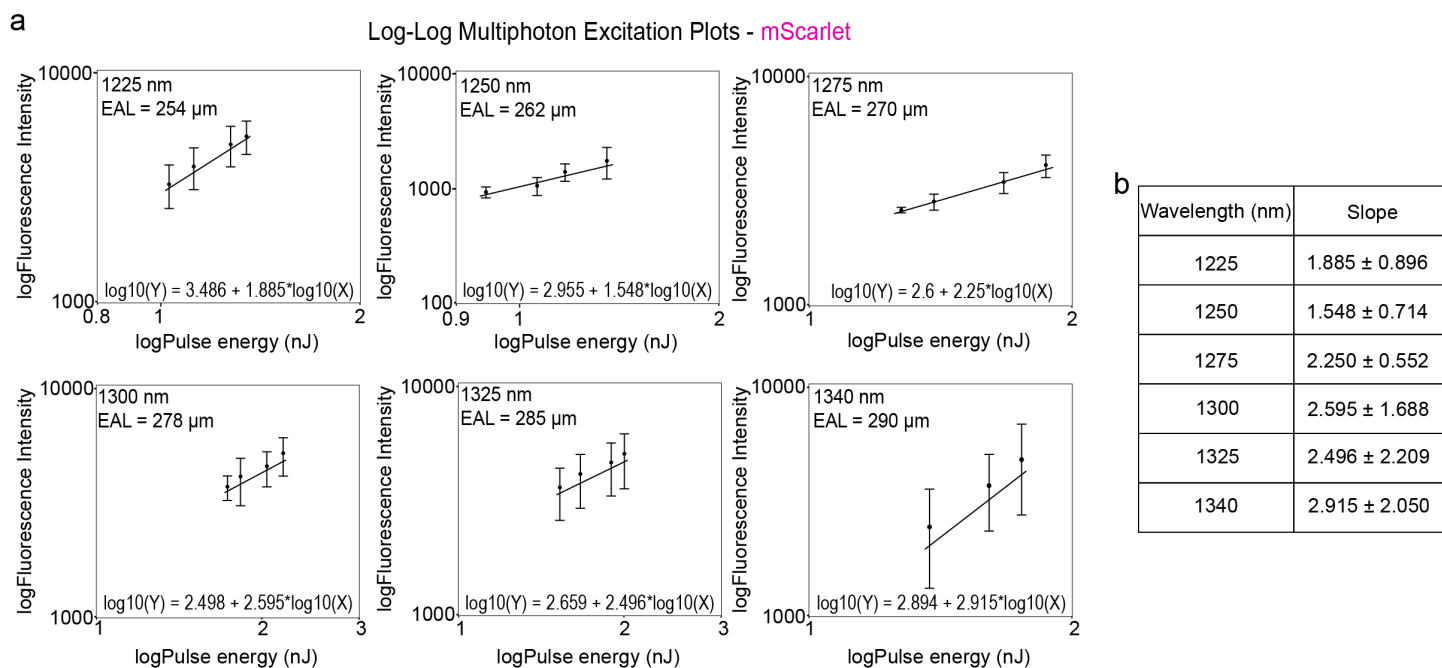 a
Log-Log Multiphoton Excitation Plots - mScarlet
logFluorescence Intensity
10000
1000
1225 nm
EAL = 254 µm
log10(Y) = 3.486 + 1.885*log10(X)
0.8
1
2
logPulse energy (nJ)
logFluorescence Intensity
10000
1000
100
1250 nm
EAL = 262 µm
log10(Y) = 2.955 + 1.548*log10(X)
0.9
1
2
logPulse energy (nJ)
logFluorescence Intensity
10000
1000
1275 nm
EAL = 270 µm
log10(Y) = 2.6 + 2.25*log10(X)
1
2
logPulse energy (nJ)
logFluorescence Intensity
10000
1000
1300 nm
EAL = 278 µm
log10(Y) = 2.498 + 2.595*log10(X)
1
2
3
logPulse energy (nJ)
logFluorescence Intensity
10000
1000
1325 nm
EAL = 285 µm
log10(Y) = 2.659 + 2.496*log10(X)
1
2
3
logPulse energy (nJ)
logFluorescence Intensity
10000
1000
1340 nm
EAL = 290 µm
log10(Y) = 2.894 + 2.915*log10(X)
1
2
logPulse energy (nJ)
b
Wavelength (nm) Slope
1225 1.885 ± 0.896
1250 1.548 ± 0.714
1275 2.250 ± 0.552
1300 2.595 ± 1.688
1325 2.496 ± 2.209
1340 2.915 ± 2.050